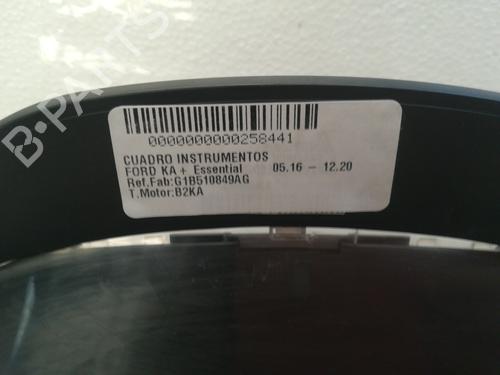 B-PARTS
0000000000258441
CUADRO INSTRUMENTOS
FORD KA + Essential 05.16 - 12.20
Ref.Fab:G1B510849AG
T.Motor:B2KA